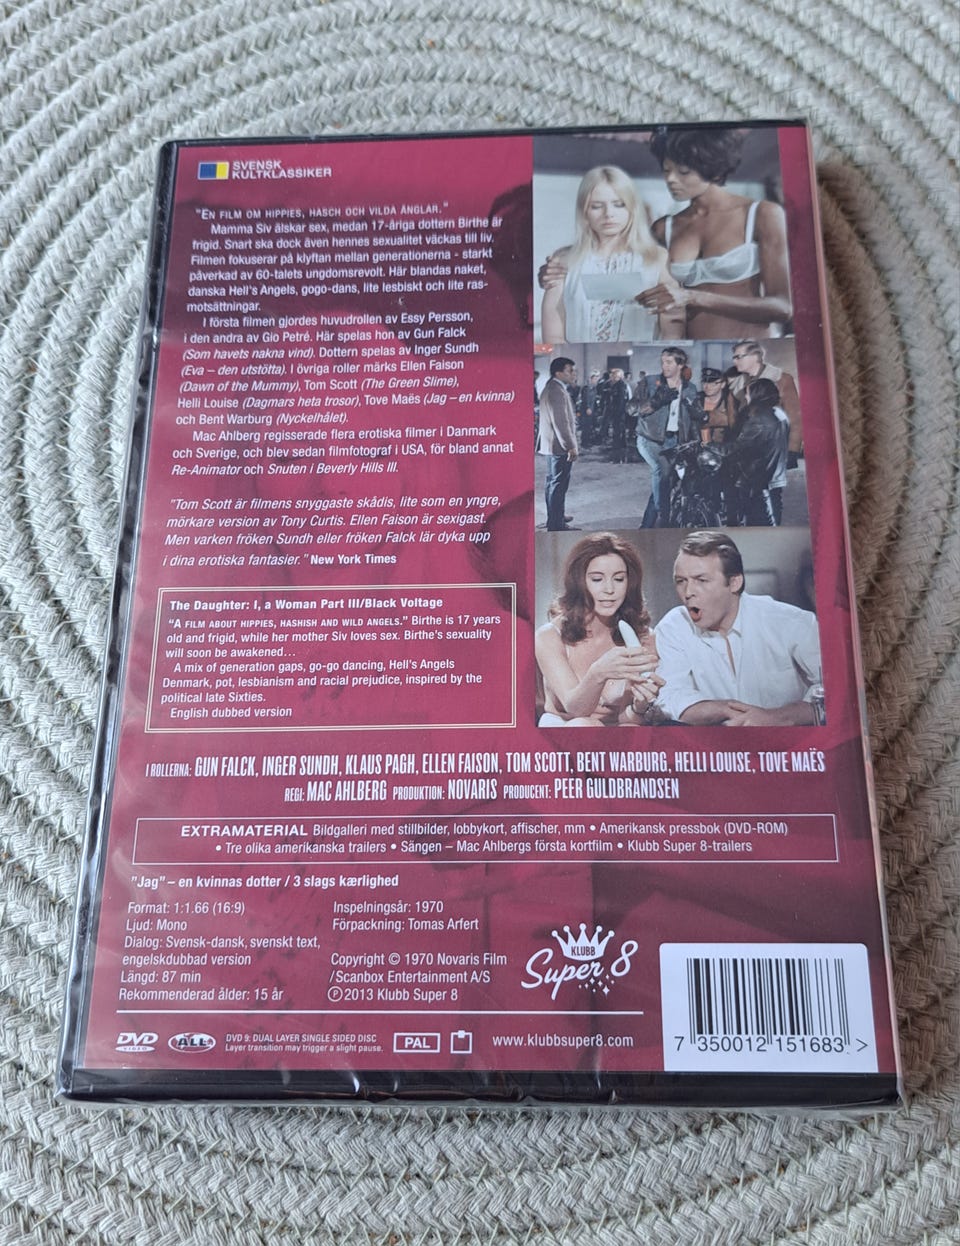 SVENSK
KULTKLASSIKER
"EN FILM OM HIPPIES, HASCH OCH VILDA ÄNGLAR."
Mamma Siv älskar sex, medan 17-åriga dottern Birthe är
frigid. Snart ska dock även hennes sexualitet väckas till liv.
Filmen fokuserar på klyftan mellan generationerna - starkt
påverkad av 60-talets ungdomsrevolt. Här blandas naket,
danska Hell's Angels, gogo-dans, lite lesbiskt och lite ras-
motsättningar.
I första filmen gjordes huvudrollen av Essy Persson,
i den andra av Gio Petré. Här spelas hon av Gun Falck
(Som havets nakna vind). Dottern spelas av Inger Sundh
(Eva – den utstötta). I övriga roller märks Ellen Faison
(Dawn of the Mummy), Tom Scott (The Green Slime),
Helli Louise (Dagmars heta trosor), Tove Maës (Jag – en kvinna)
och Bent Warburg (Nyckelhålet).
Mac Ahlberg regisserade flera erotiska filmer i Danmark
och Sverige, och blev sedan filmfotograf i USA, för bland annat
Re-Animator och Snuten i Beverly Hills III.
"Tom Scott är filmens snyggaste skådis, lite som en yngre,
mörkare version av Tony Curtis. Ellen Faison är sexigast.
Men varken fröken Sundh eller fröken Falck lär dyka upp
i dina erotiska fantasier." New York Times
The Daughter: I, a Woman Part III/Black Voltage
"A FILM ABOUT HIPPIES, HASHISH AND WILD ANGELS." Birthe is 17 years
old and frigid, while her mother Siv loves sex. Birthe's sexuality
will soon be awakened...
A mix of generation gaps, go-go dancing, Hell's Angels
Denmark, pot, lesbianism and racial prejudice, inspired by the
political late Sixties.
English dubbed version
I ROLLERNA: GUN FALCK, INGER SUNDH, KLAUS PAGH, ELLEN FAISON, TOM SCOTT, BENT WARBURG, HELLI LOUISE, TOVE MAËS
REGI: MAC AHLBERG PRODUKTION: NOVARIS PRODUCENT: PEER GULDBRANDSEN
EXTRAMATERIAL Bildgalleri med stillbilder, lobbykort, affischer, mm • Amerikansk pressbok (DVD-ROM)
• Tre olika amerikanska trailers • Sängen – Mac Ahlbergs första kortfilm • Klubb Super 8-trailers
"Jag" – en kvinnas dotter / 3 slags kærlighed
Format: 1:1.66 (16:9)
Ljud: Mono
Dialog: Svensk-dansk, svenskt text,
engelskdubbad version
Längd: 87 min
Rekommenderad ålder: 15 år
Inspelningsår: 1970
Förpackning: Tomas Arfert
Copyright © 1970 Novaris Film
/Scanbox Entertainment A/S
Ⓟ 2013 Klubb Super 8
KLUBB
Super 8
DVD
VIDEO
ALL
DVD 9: DUAL LAYER SINGLE SIDED DISC
Layer transition may trigger a slight pause.
PAL
www.klubbsuper8.com
7 350012 151683 >